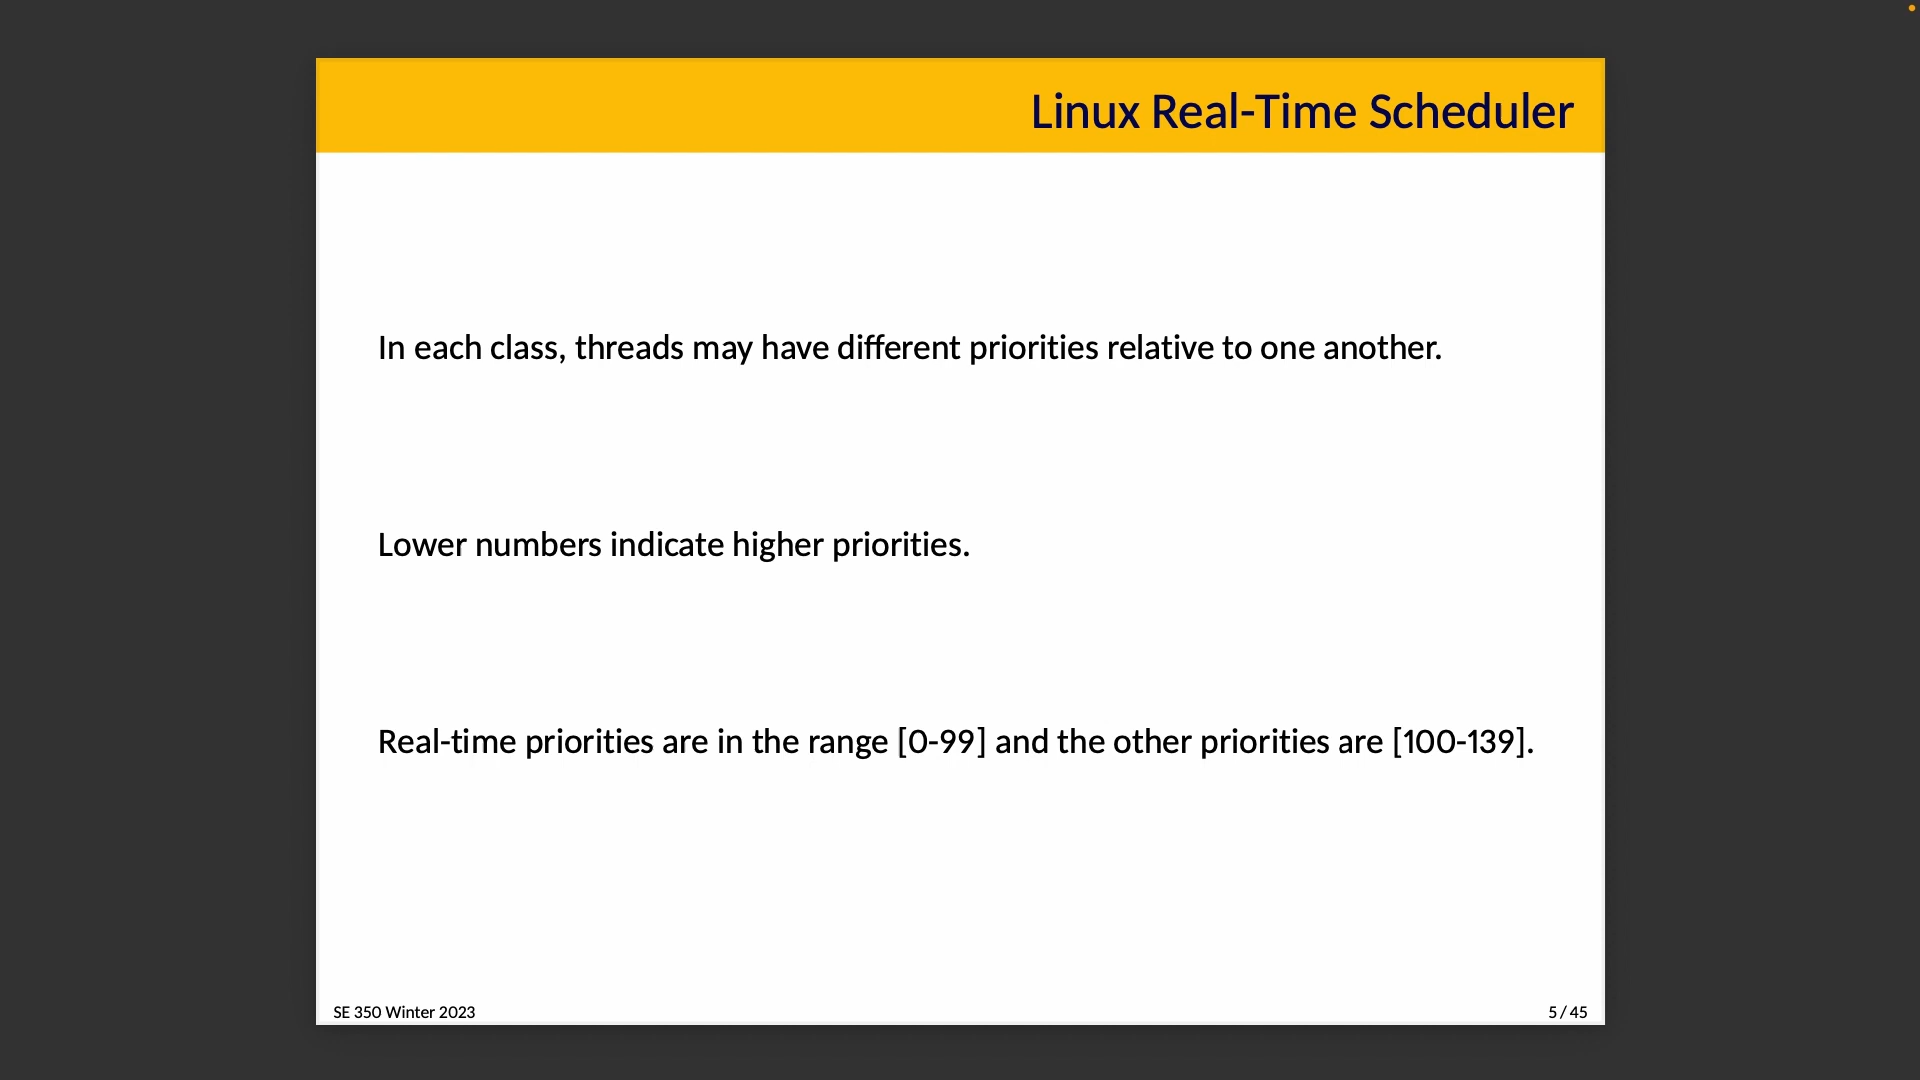 Linux Real-Time Scheduler
In each class, threads may have different priorities relative to one another.
Lower numbers indicate higher priorities.
Real-time priorities are in the range [0-99] and the other priorities are [100-139].
SE 350 Winter 2023
5 / 45